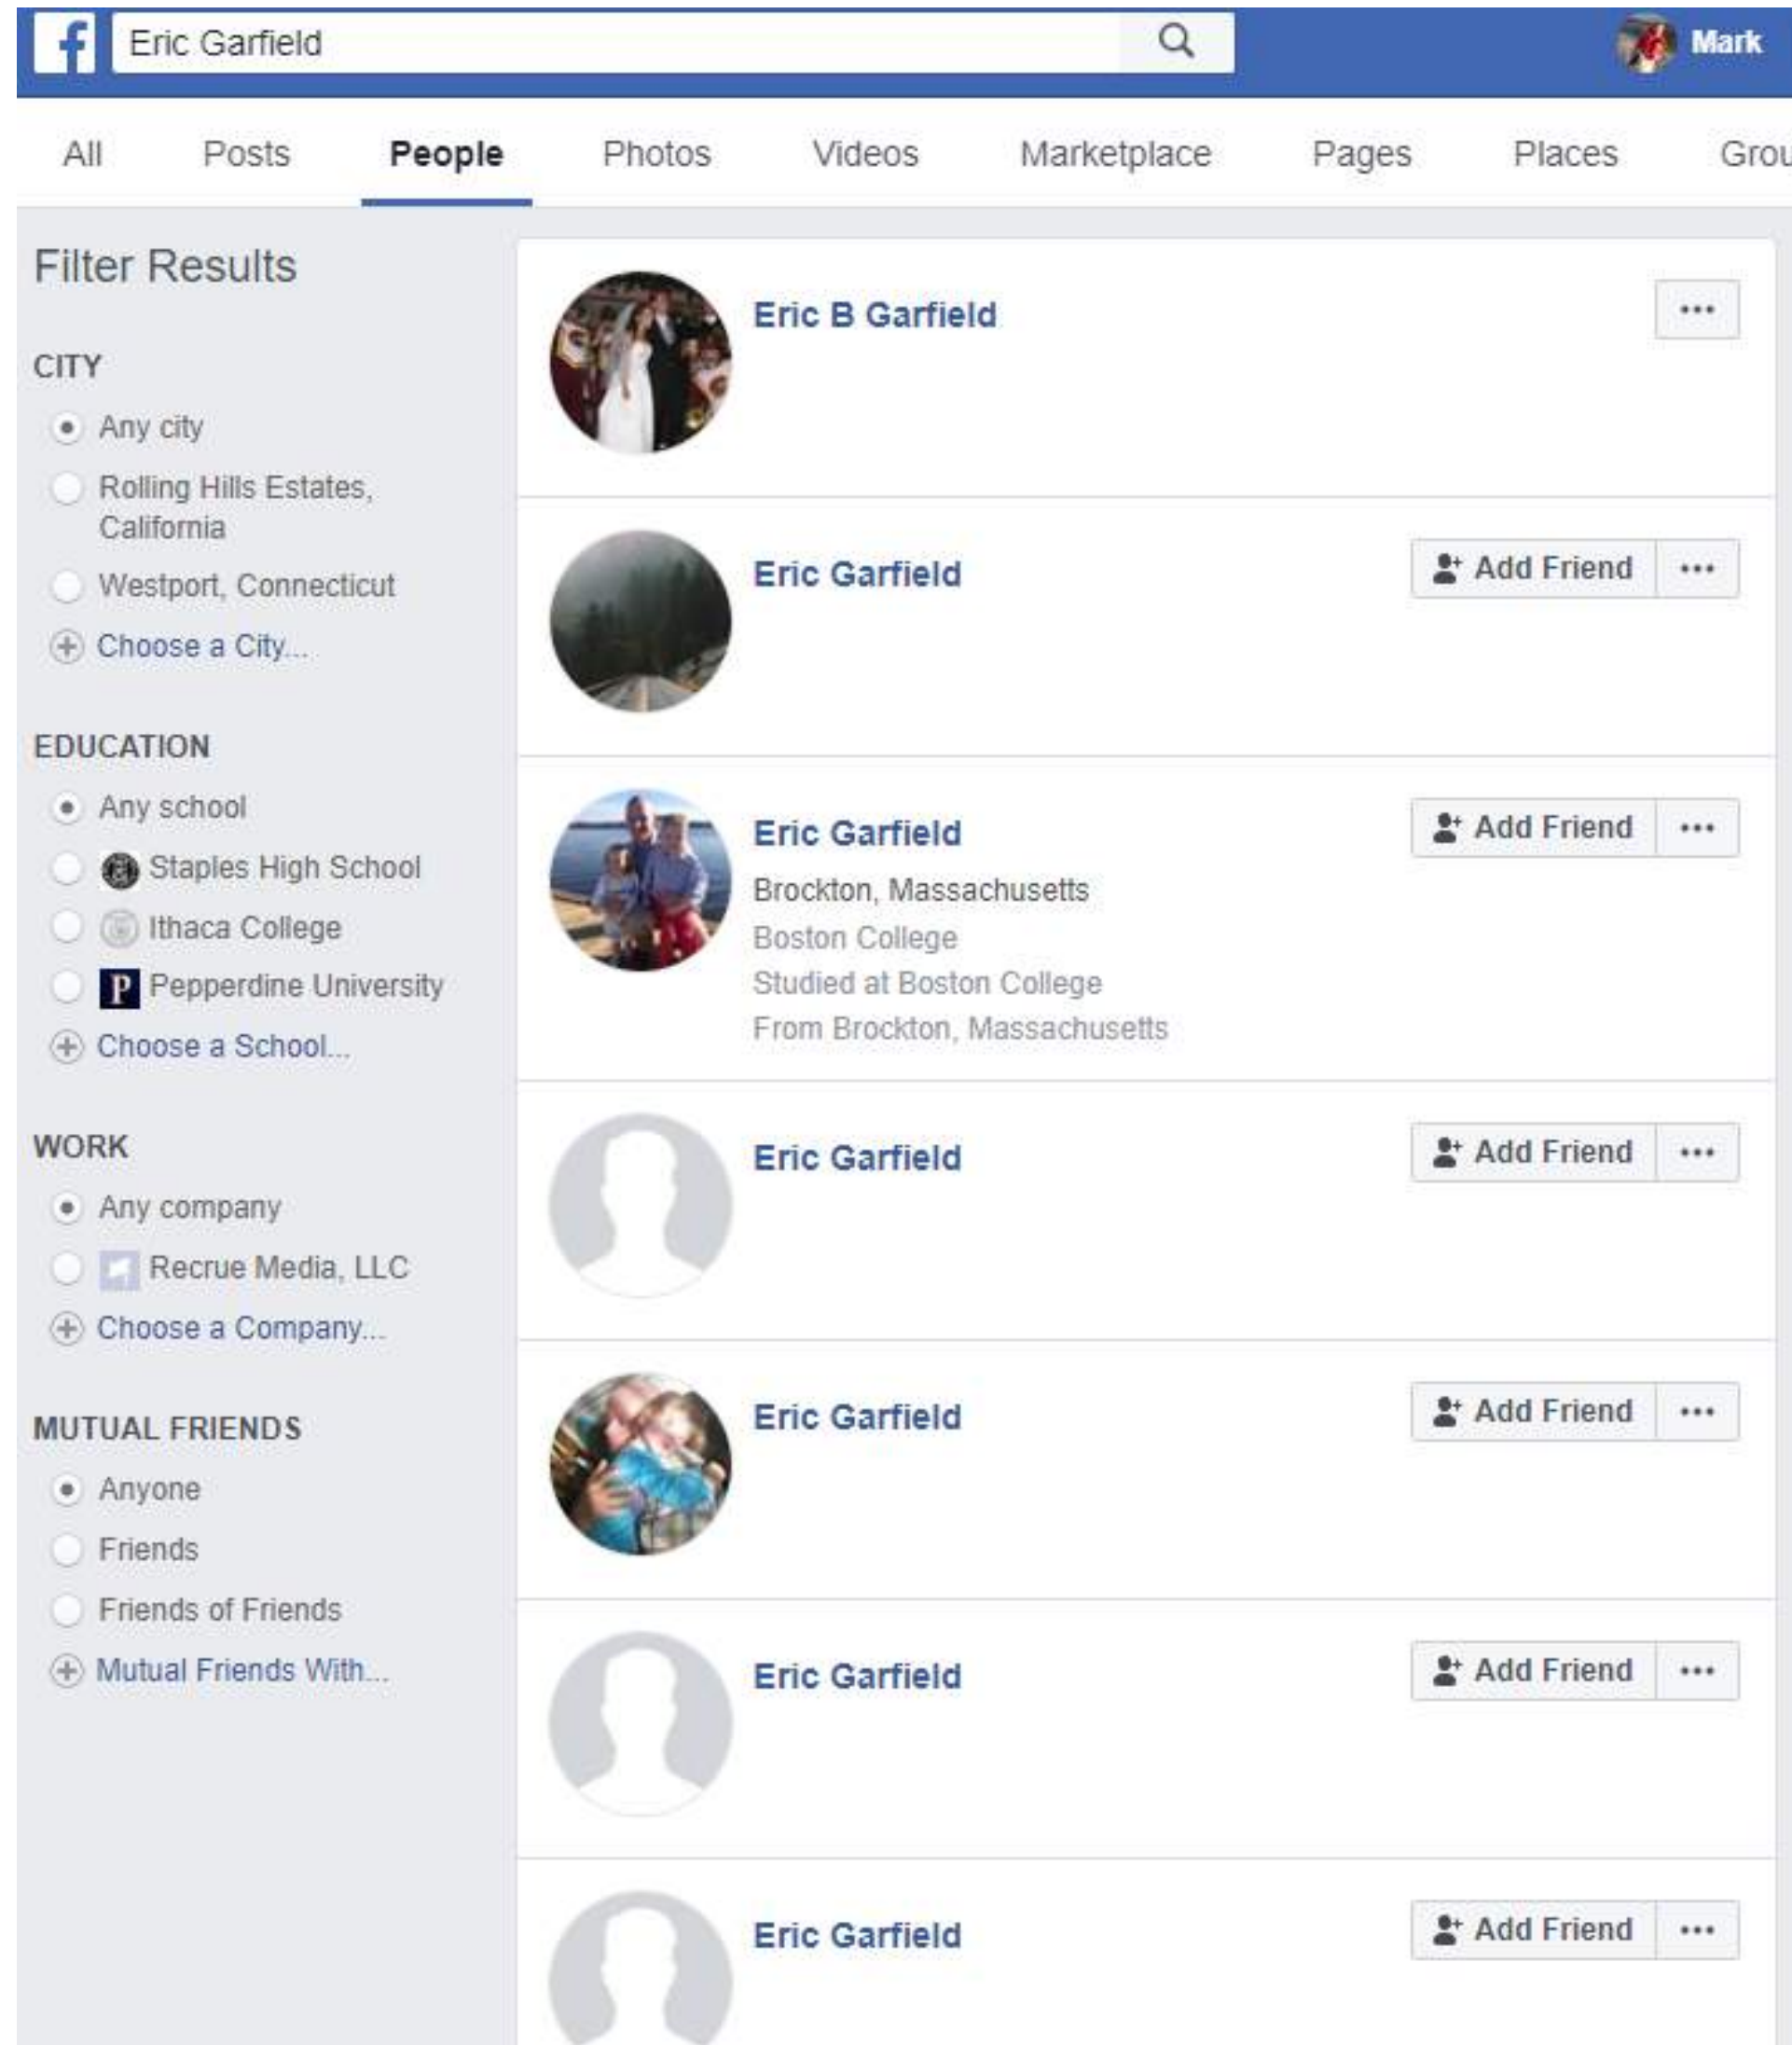 Eric Garfield
Mark
All Posts People Photos Videos Marketplace Pages Places Grou
Filter Results
CITY
Any city
Rolling Hills Estates,
California
Westport, Connecticut
Choose a City...
EDUCATION
Any school
Staples High School
Ithaca College
P Pepperdine University
Choose a School...
WORK
Any company
Recrue Media, LLC
Choose a Company...
MUTUAL FRIENDS
Anyone
Friends
Friends of Friends
Mutual Friends With...
Eric B Garfield
Eric Garfield
Add Friend
Eric Garfield
Add Friend
Brockton, Massachusetts
Boston College
Studied at Boston College
From Brockton, Massachusetts
Eric Garfield
Add Friend
Eric Garfield
Add Friend
Eric Garfield
Add Friend
Eric Garfield
Add Friend